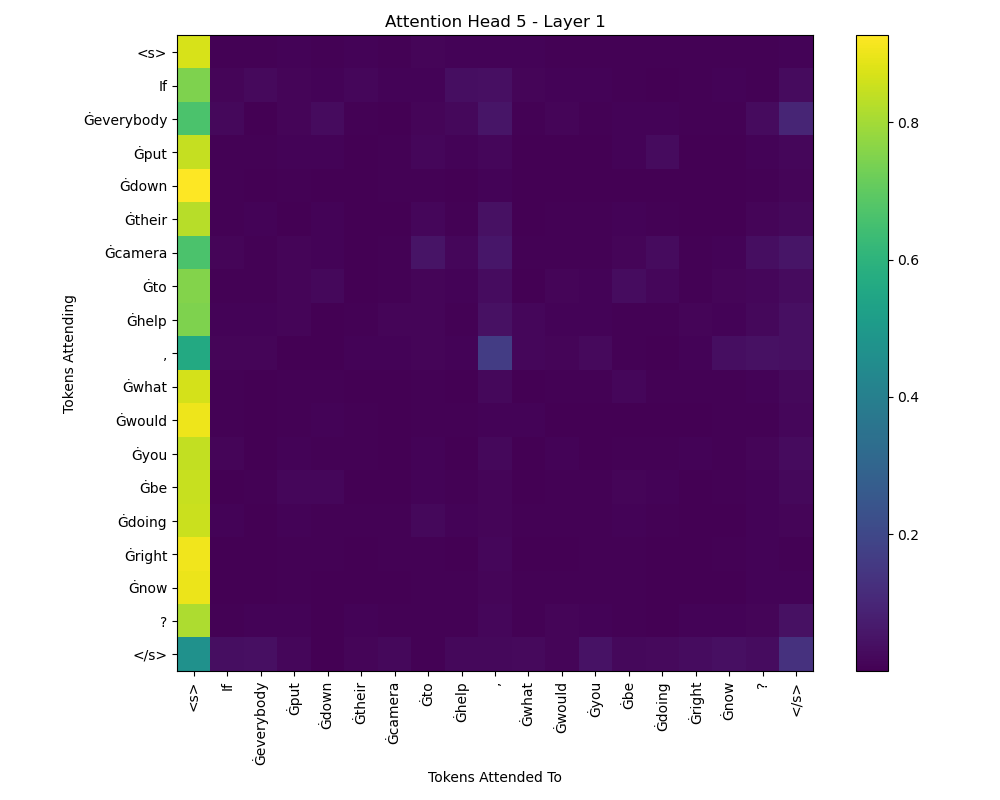 Attention Head 5 - Layer 1
Tokens Attending
<s>
If
Ġeverybody
Ġput
Ġdown
Ġtheir
Ġcamera
Ġto
Ġhelp
,
Ġwhat
Ġwould
Ġyou
Ġbe
Ġdoing
Ġright
Ġnow
?
</s>
<s>
If
Ġeverybody
Ġput
Ġdown
Ġtheir
Ġcamera
Ġto
Ġhelp
,
Ġwhat
Ġwould
Ġyou
Ġbe
Ġdoing
Ġright
Ġnow
?
</s>
Tokens Attended To
0.8
0.6
0.4
0.2